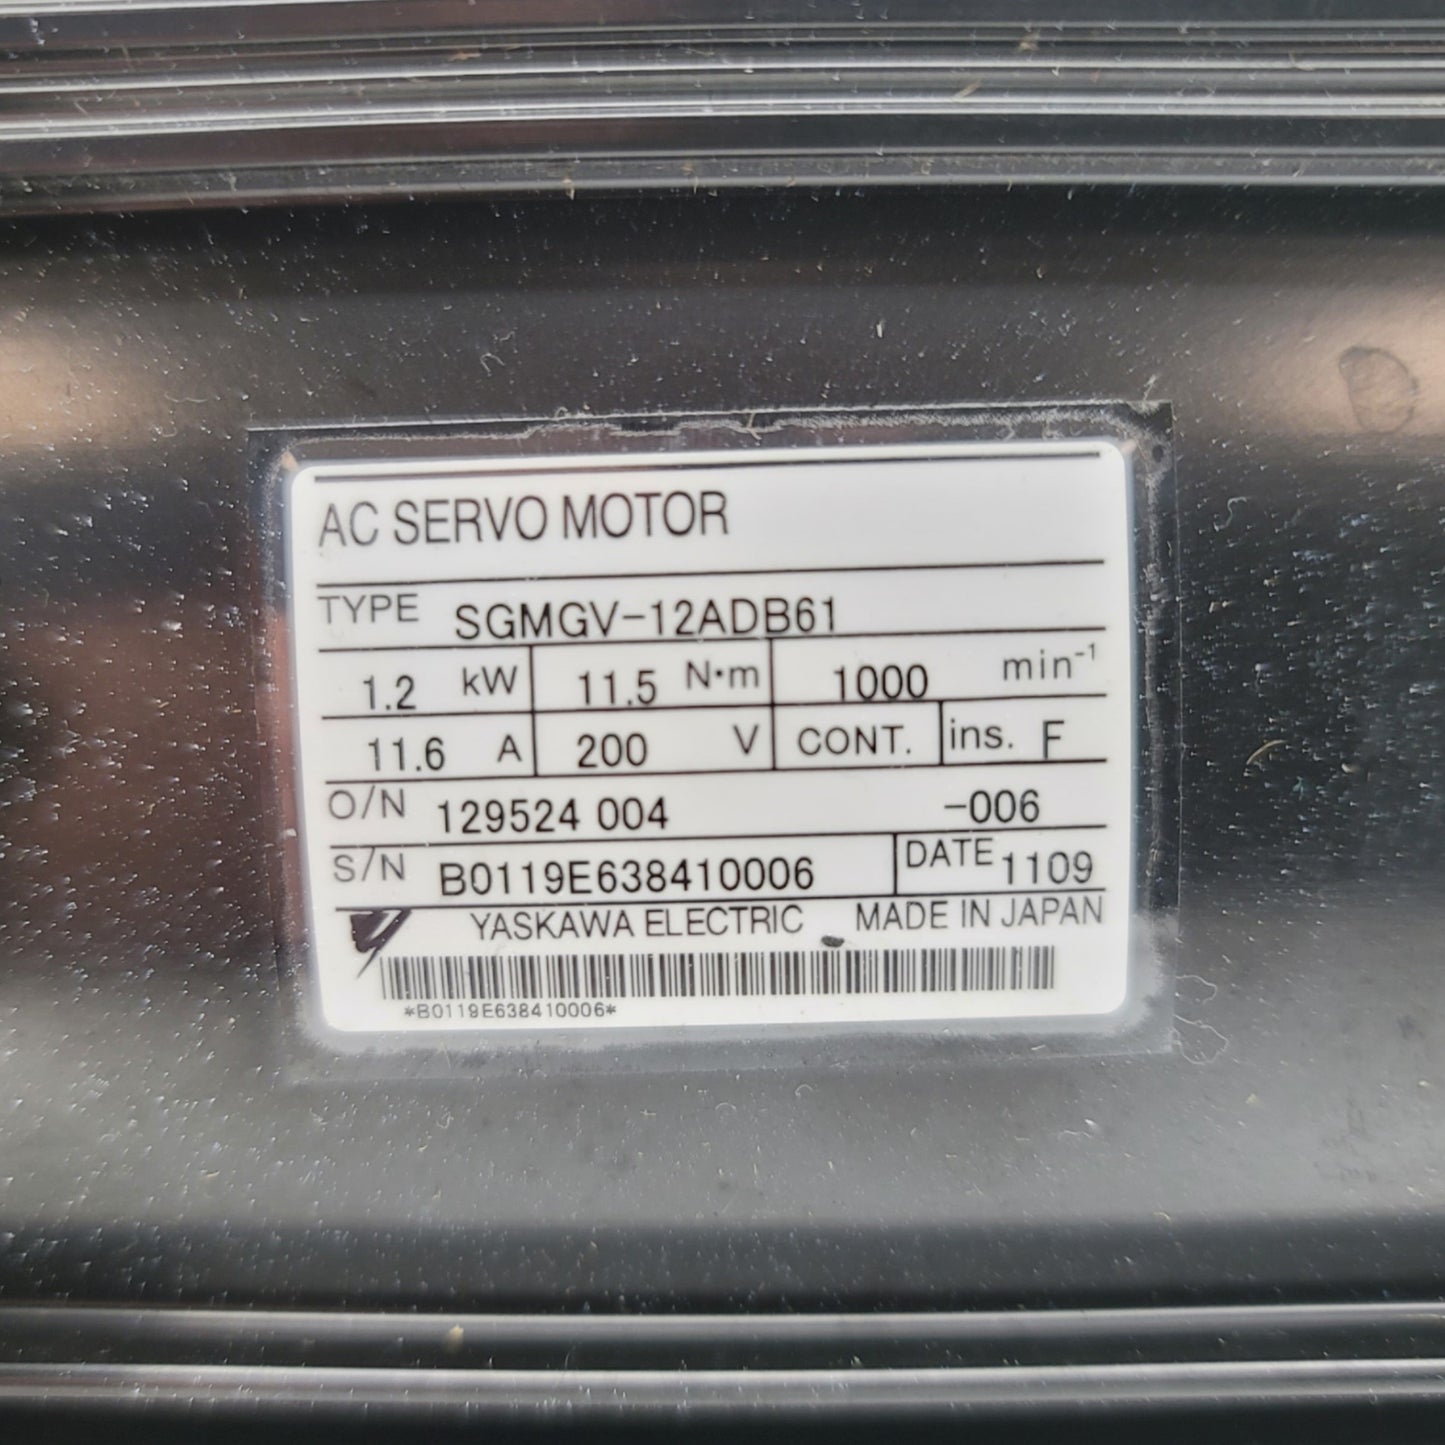 AC SERVO MOTOR
TYPE SGMGV-12ADB61
1.2 kW 11.5 N·m 1000 min⁻¹
11.6 A 200 V CONT. ins. F
O/N 129524 004 -006
S/N B0119E638410006 DATE 1109
YASKAWA ELECTRIC MADE IN JAPAN
*B0119E638410006*